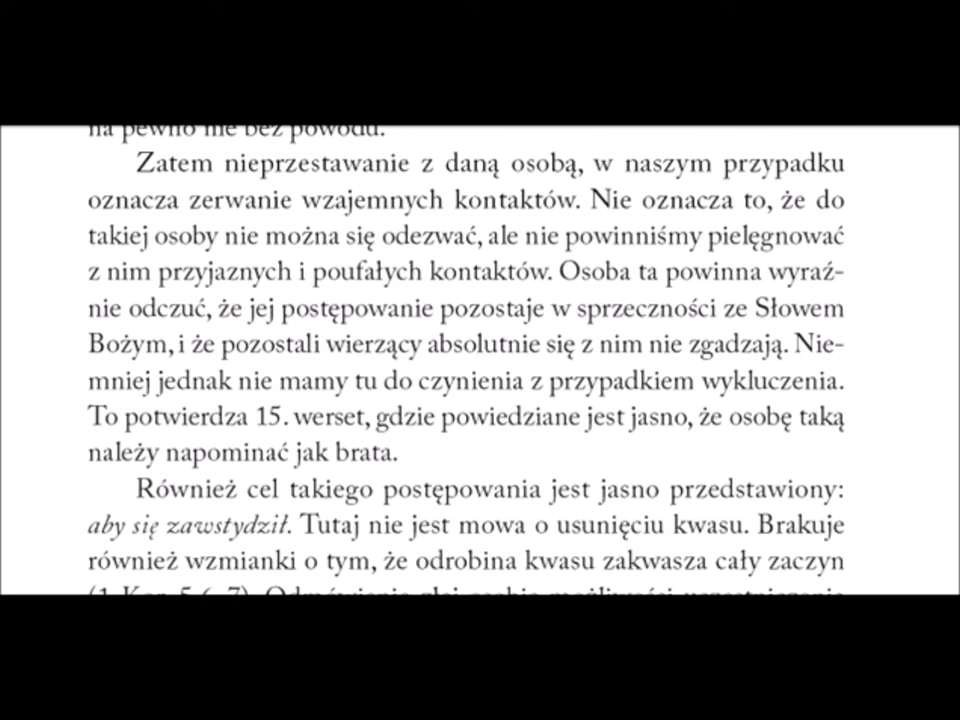 na pewno nie bez powodu.
Zatem nieprzestawanie z daną osobą, w naszym przypadku
oznacza zerwanie wzajemnych kontaktów. Nie oznacza to, że do
takiej osoby nie można się odezwać, ale nie powinniśmy pielęgnować
z nim przyjaznych i poufałych kontaktów. Osoba ta powinna wyraź-
nie odczuć, że jej postępowanie pozostaje w sprzeczności ze Słowem
Bożym, i że pozostali wierzący absolutnie się z nim nie zgadzają. Nie-
mniej jednak nie mamy tu do czynienia z przypadkiem wykluczenia.
To potwierdza 15. werset, gdzie powiedziane jest jasno, że osobę taką
należy napominać jak brata.
Również cel takiego postępowania jest jasno przedstawiony:
aby się zawstydził. Tutaj nie jest mowa o usunięciu kwasu. Brakuje
również wzmianki o tym, że odrobina kwasu zakwasza cały zaczyn